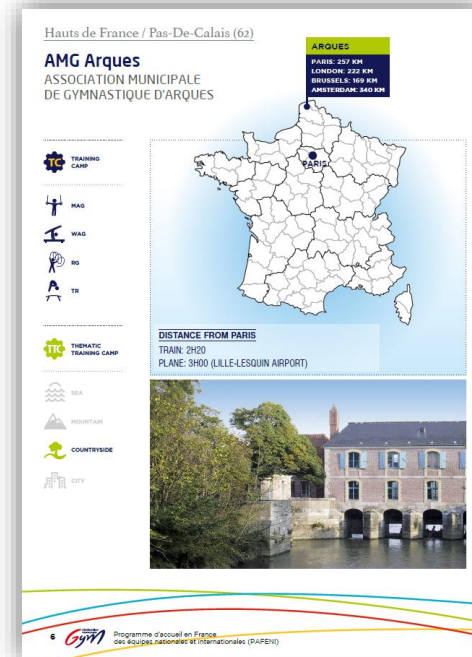 Hauts de France / Pas-De-Calais (62)
AMG Arques
ASSOCIATION MUNICIPALE
DE GYMNASTIQUE D'ARQUES
ARQUES
PARIS: 257 KM
LONDON: 222 KM
BRUSSELS: 169 KM
AMSTERDAM: 340 KM
PARIS
TC
TRAINING
CAMP
MAG
WAG
RG
TR
TTC
THEMATIC
TRAINING CAMP
SEA
MOUNTAIN
COUNTRYSIDE
CITY
DISTANCE FROM PARIS
TRAIN: 2H20
PLANE: 3H00 (LILLE-LESQUIN AIRPORT)
6
Gym
Programme d'accueil en France
des équipes nationales et internationales (PAFENI)